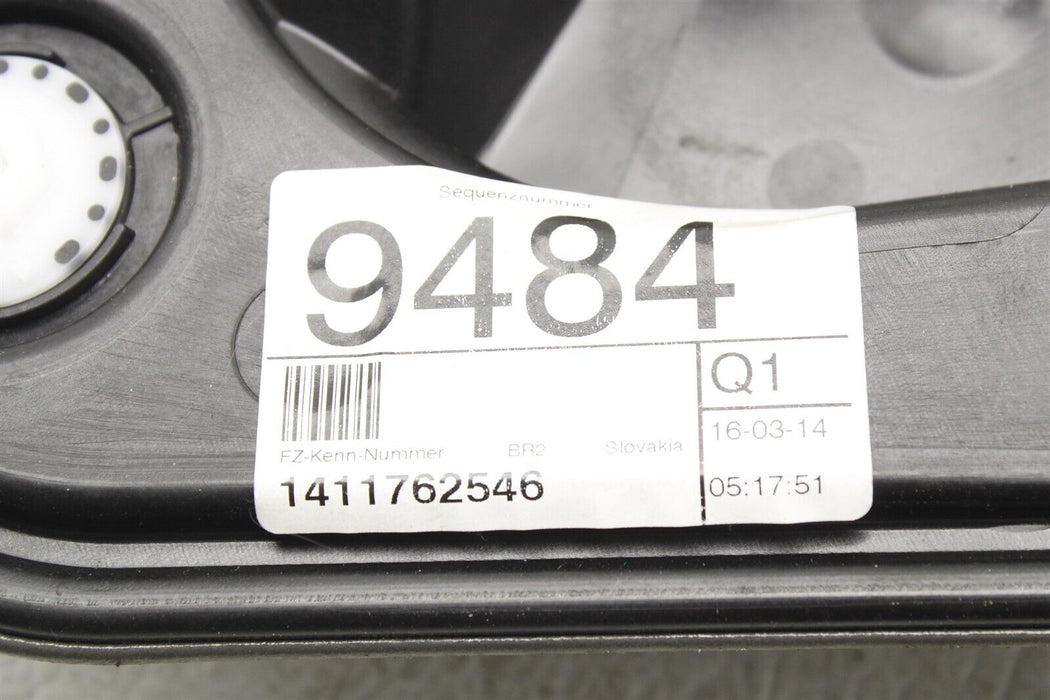 Sequenznummer
9484
Q1
FZ-Kenn-Nummer BR2 Slovakia
16-03-14
1411762546
05:17:51